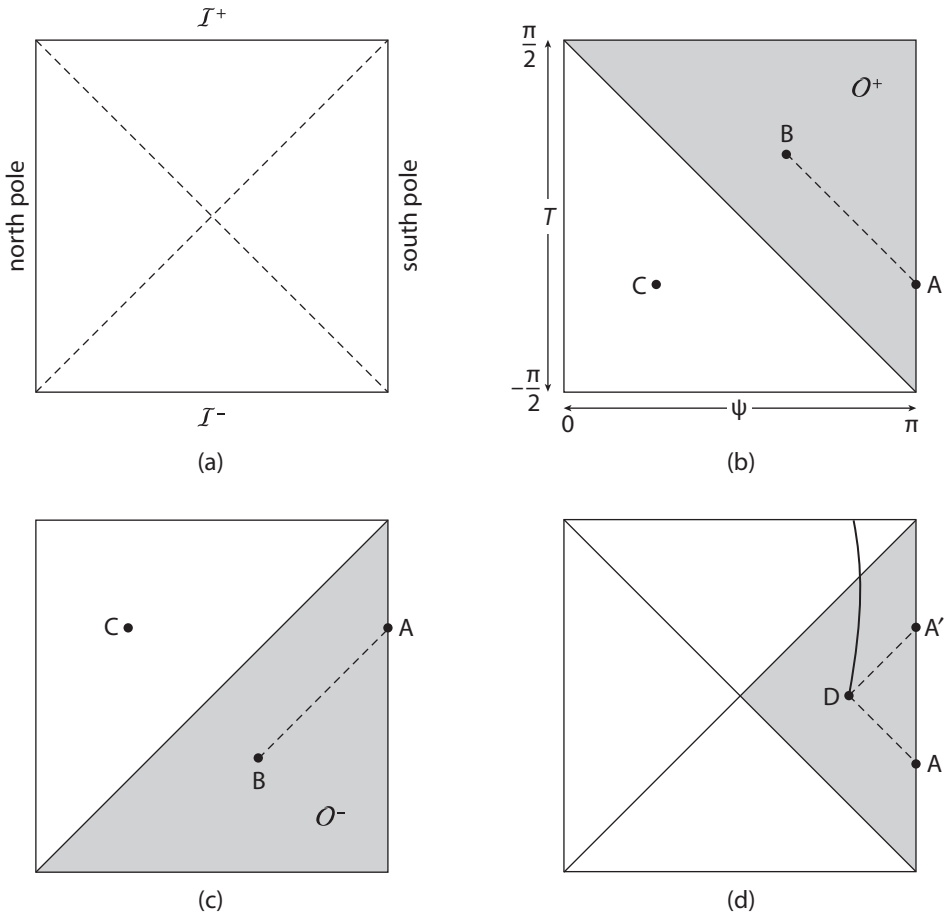 ℐ⁺
north pole
south pole
ℐ⁻
(a)
π/2
T
-π/2
𝒪⁺
B
A
C
ψ
0
π
(b)
C
A
B
𝒪⁻
(c)
A′
D
A
(d)